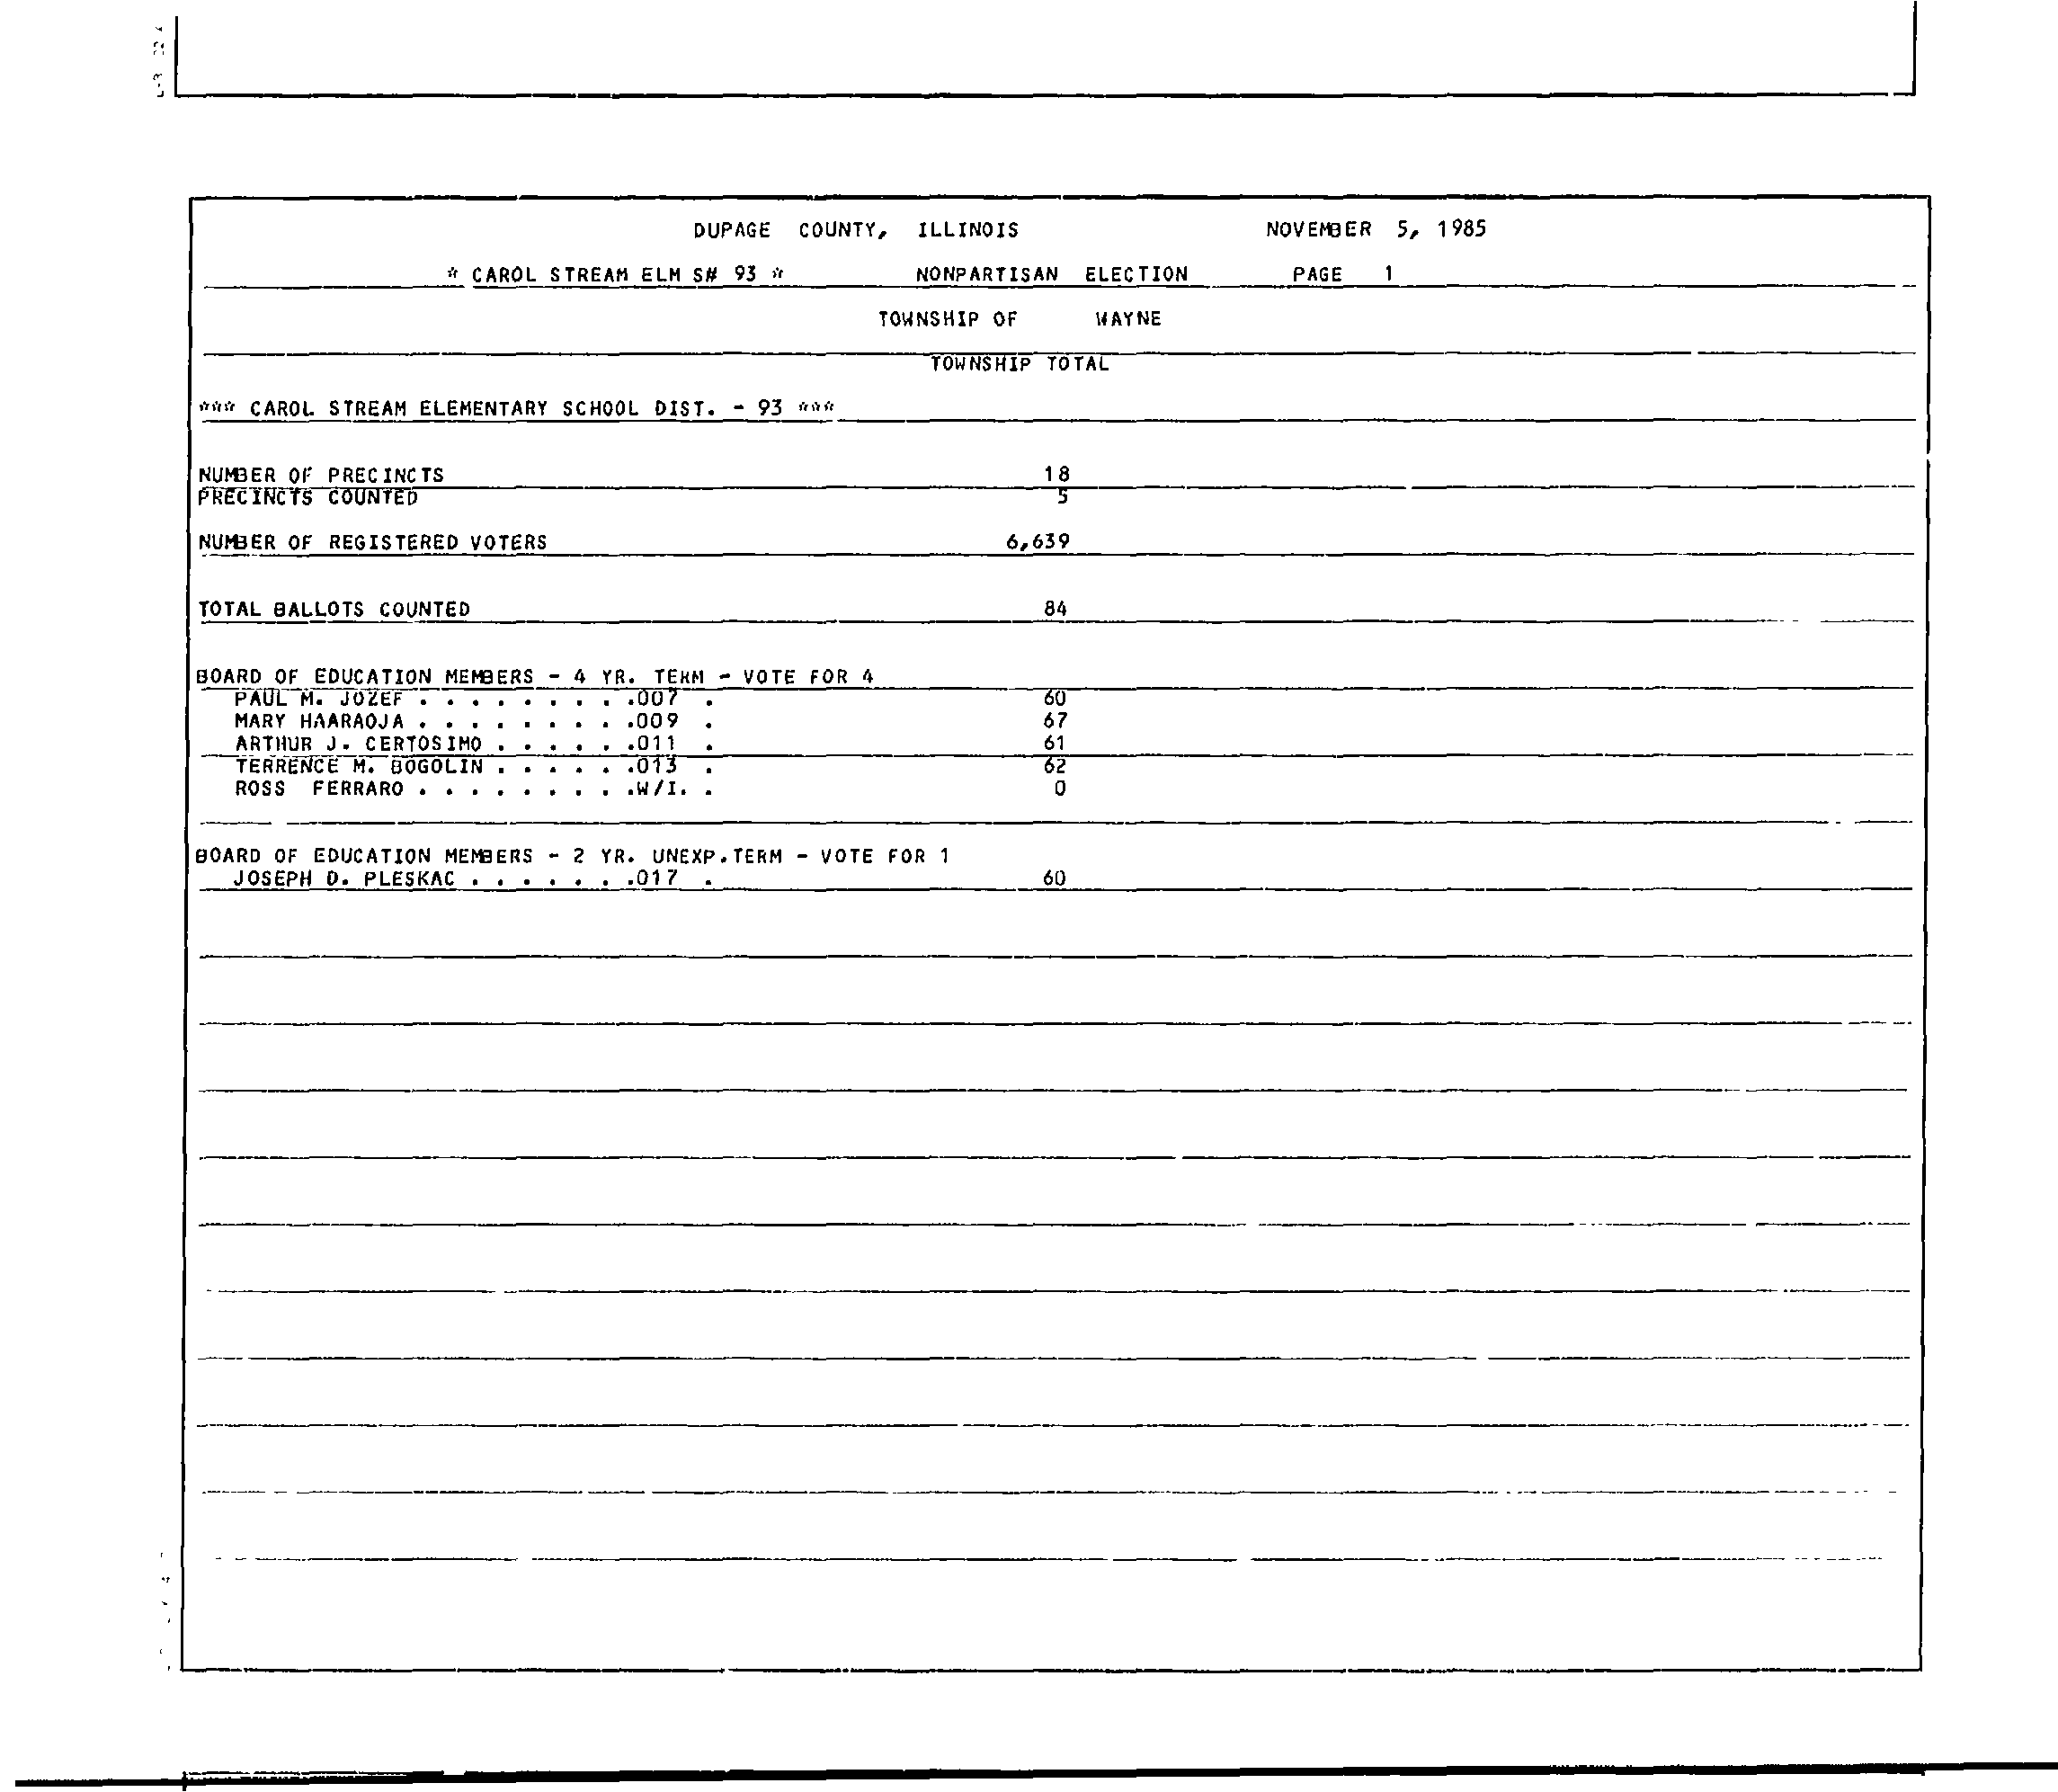 DUPAGE COUNTY, ILLINOIS NOVEMBER 5, 1985
* CAROL STREAM ELM S# 93 * NONPARTISAN ELECTION PAGE 1
TOWNSHIP OF WAYNE
TOWNSHIP TOTAL
*** CAROL STREAM ELEMENTARY SCHOOL DIST. - 93 ***
NUMBER OF PRECINCTS 18
PRECINCTS COUNTED 5
NUMBER OF REGISTERED VOTERS 6,639
TOTAL BALLOTS COUNTED 84
BOARD OF EDUCATION MEMBERS - 4 YR. TERM - VOTE FOR 4
PAUL M. JOZEF . . . . . . . . .007 . 60
MARY HAARAOJA . . . . . . . . .009 . 67
ARTHUR J. CERTOSIMO . . . . . .011 . 61
TERRENCE M. BOGOLIN . . . . . .013 . 62
ROSS FERRARO . . . . . . . . .W/I. . 0
BOARD OF EDUCATION MEMBERS - 2 YR. UNEXP.TERM - VOTE FOR 1
JOSEPH D. PLESKAC . . . . . . .017 . 60